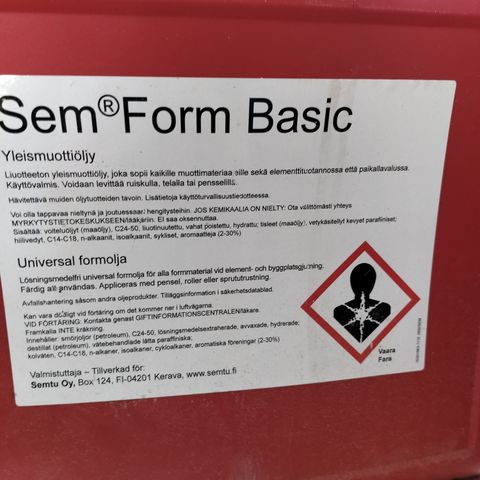 Sem®Form Basic
Yleismuottiöljy
Liuotteeton yleismuottiöljy, joka sopii kaikille muottimateriaaleille sekä elementtituotannossa että paikallavalussa.
Käyttövalmis. Voidaan levittää ruiskulla, telalla tai pensselillä.
Hävitettävä muiden öljytuotteiden tavoin. Lisätietoja käyttöturvallisuustiedotteessa.
Voi olla tappavaa nieltynä ja joutuessaan hengitysteihin. JOS KEMIKAALIA ON NIELTY: Ota välittömästi yhteys
MYRKYTYSTIETOKESKUKSEEN/lääkäriin. EI saa oksennuttaa.
Sisältää: voiteluöljyt (maaöljy), C24-50, liuotinuutettu, vahat poistettu, hydrattu; tisleet (maaöljy), vetykäsitellyt kevyet parafiiniset;
hiilivedyt, C14-C18, n-alkaanit, isoalkaanit, sykliset, aromaatteja (2-30%)
Universal formolja
Lösningsmedelfri universal formolja för alla formmaterial vid element- och byggplatsgjutning.
Färdig att användas. Appliceras med pensel, roller eller sprututrustning.
Avfallshantering såsom andra oljeprodukter. Tilläggsinformation i säkerhetsdatablad.
Kan vara dödligt vid förtäring om det kommer ner i luftvägarna.
VID FÖRTÄRING: Kontakta genast GIFTINFORMATIONSCENTRALEN/läkare.
Framkalla INTE kräkning.
Innehåller: smörjoljor (petroleum), C24-50, lösningsmedelsextraherade, avvaxade, hydrerade;
destillat (petroleum), vätebehandlade lätta paraffiniska;
kolväten, C14-C18, n-alkaner, isoalkaner, cykloalkaner, aromatiska föreningar (2-30%)
Vaara
Fara
Valmistuttaja – Tillverkad för:
Semtu Oy, Box 124, FI-04201 Kerava, www.semtu.fi